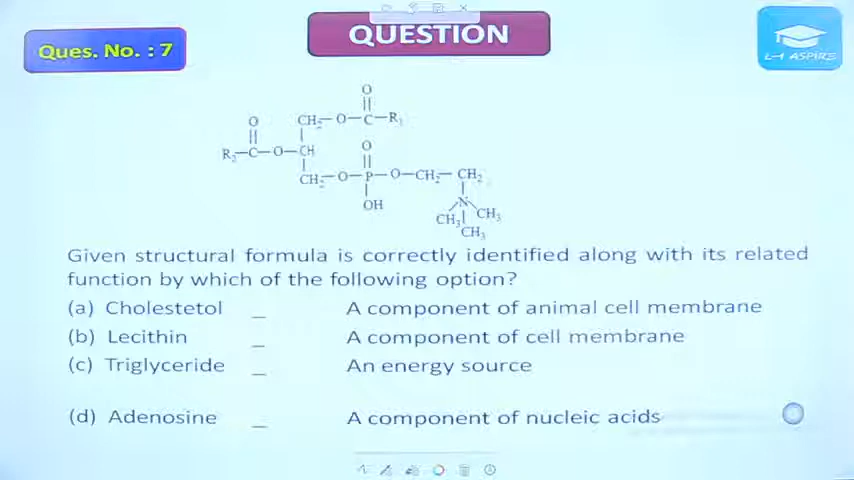 Ques. No. : 7
QUESTION
L-1 ASPIRE
O
O
CH2—O—C—R1
R2—C—O—CH
O
CH2—O—P—O—CH2—CH2
OH
N
CH3 CH3
CH3
Given structural formula is correctly identified along with its related
function by which of the following option?
(a) Cholestetol _ A component of animal cell membrane
(b) Lecithin _ A component of cell membrane
(c) Triglyceride _ An energy source
(d) Adenosine _ A component of nucleic acids